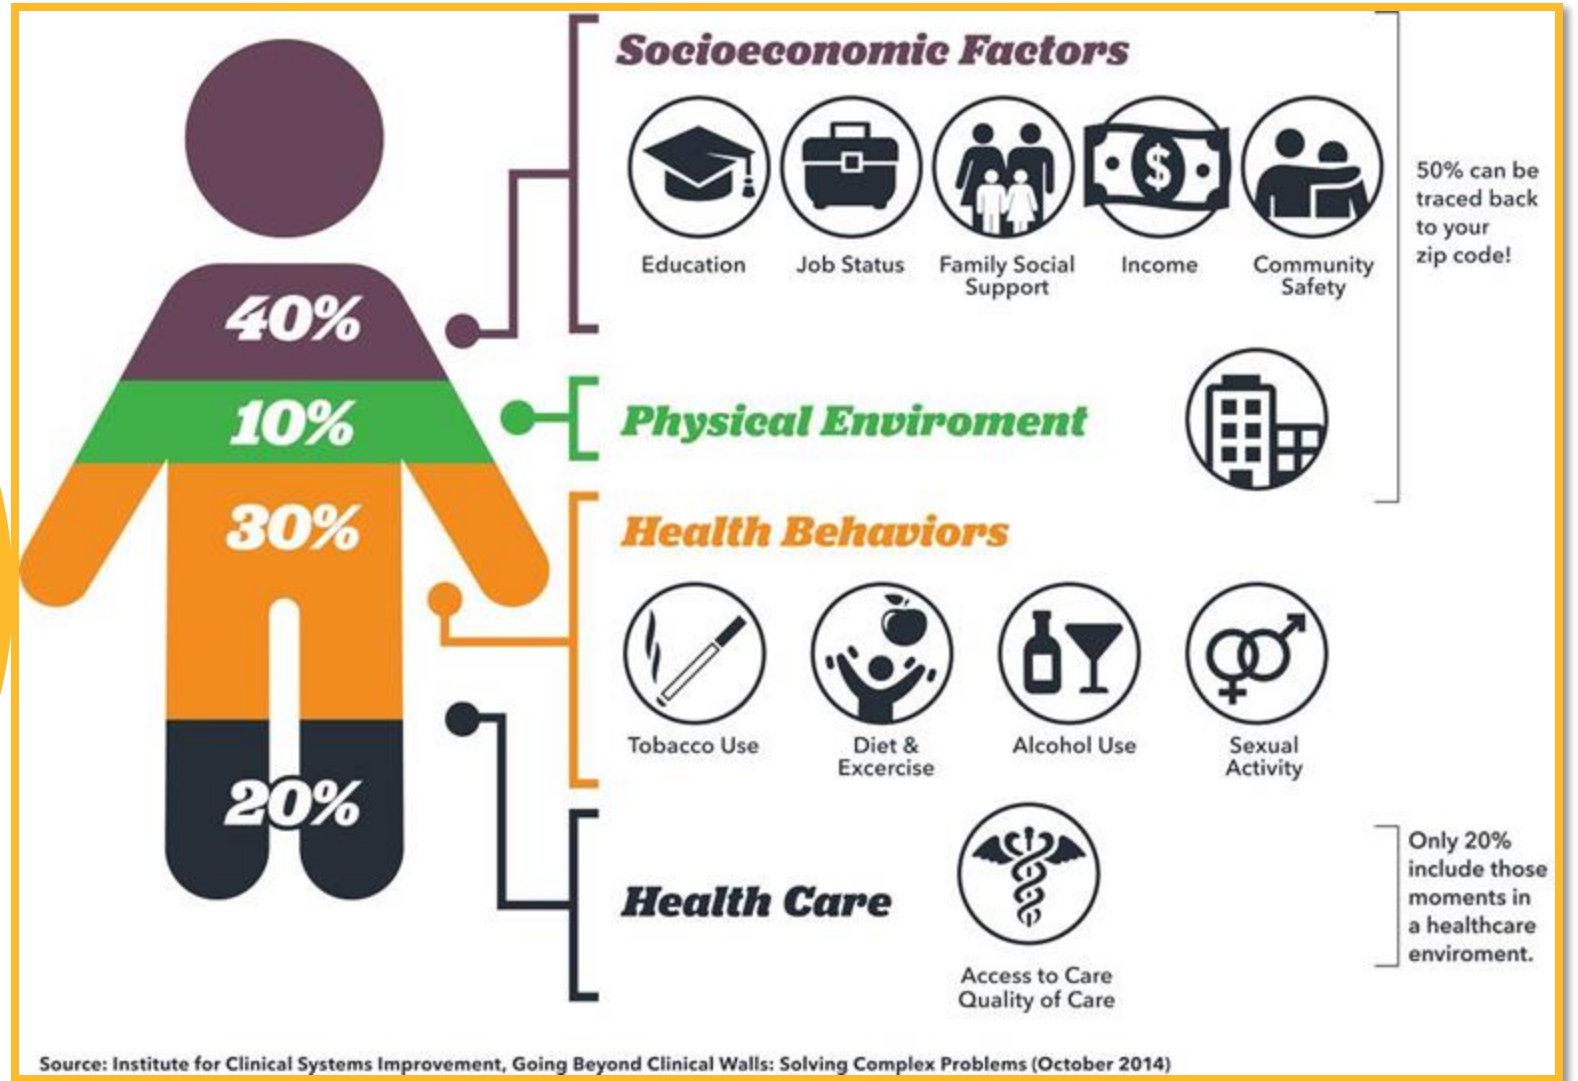 Socioeconomic Factors
Education
Job Status
Family Social
Support
Income
Community
Safety
50% can be
traced back
to your
zip code!
40%
10%
Physical Enviroment
30%
Health Behaviors
Tobacco Use
Diet &
Excercise
Alcohol Use
Sexual
Activity
20%
Health Care
Access to Care
Quality of Care
Only 20%
include those
moments in
a healthcare
enviroment.
Source: Institute for Clinical Systems Improvement, Going Beyond Clinical Walls: Solving Complex Problems (October 2014)